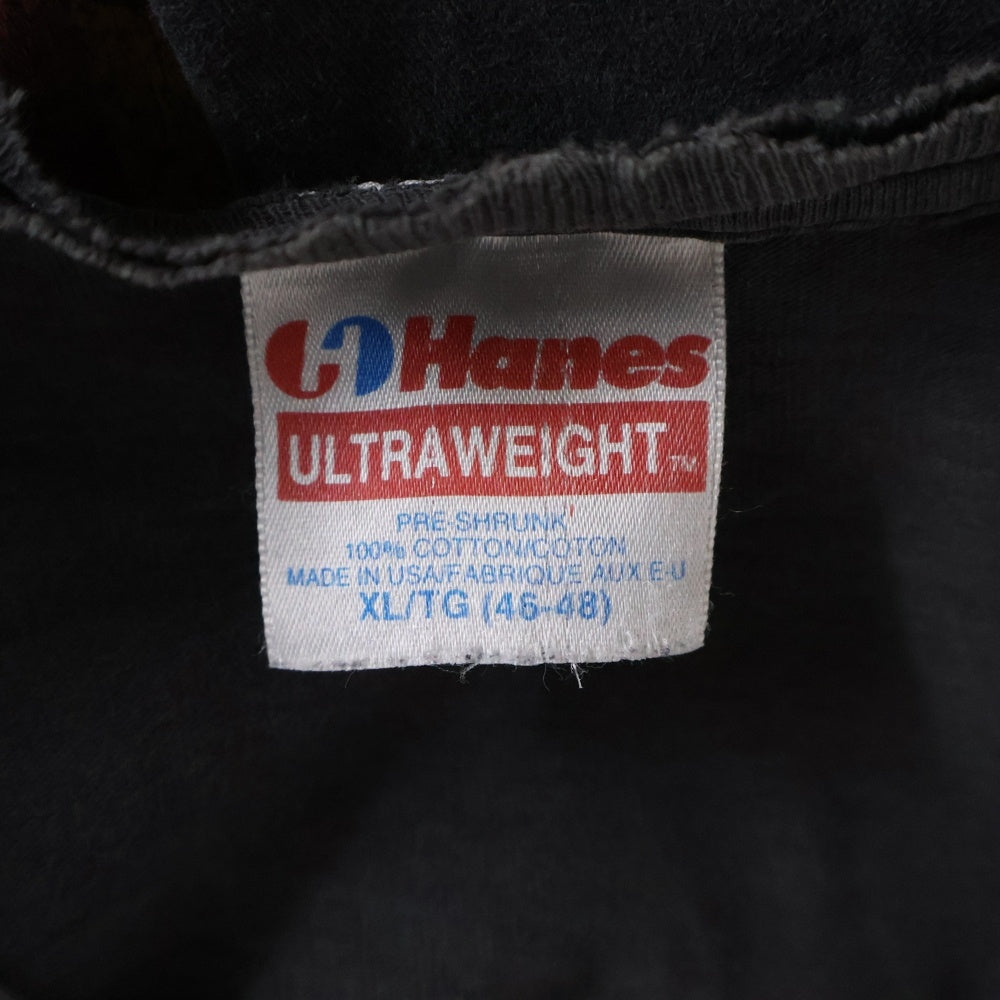 Hanes
ULTRAWEIGHT™
PRE-SHRUNK
100% COTTON/COTON
MADE IN USA/FABRIQUE AUX E-U
XL/TG (46-48)